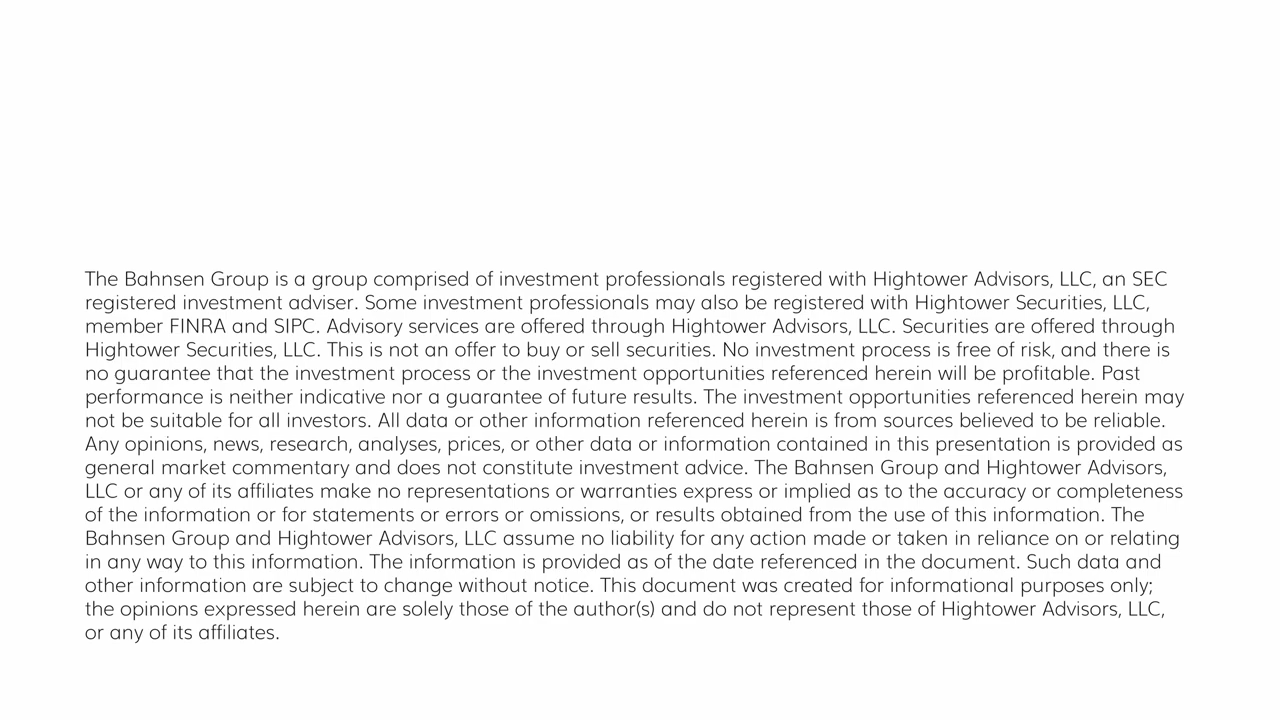 The Bahnsen Group is a group comprised of investment professionals registered with Hightower Advisors, LLC, an SEC
registered investment adviser. Some investment professionals may also be registered with Hightower Securities, LLC,
member FINRA and SIPC. Advisory services are offered through Hightower Advisors, LLC. Securities are offered through
Hightower Securities, LLC. This is not an offer to buy or sell securities. No investment process is free of risk, and there is
no guarantee that the investment process or the investment opportunities referenced herein will be profitable. Past
performance is neither indicative nor a guarantee of future results. The investment opportunities referenced herein may
not be suitable for all investors. All data or other information referenced herein is from sources believed to be reliable.
Any opinions, news, research, analyses, prices, or other data or information contained in this presentation is provided as
general market commentary and does not constitute investment advice. The Bahnsen Group and Hightower Advisors,
LLC or any of its affiliates make no representations or warranties express or implied as to the accuracy or completeness
of the information or for statements or errors or omissions, or results obtained from the use of this information. The
Bahnsen Group and Hightower Advisors, LLC assume no liability for any action made or taken in reliance on or relating
in any way to this information. The information is provided as of the date referenced in the document. Such data and
other information are subject to change without notice. This document was created for informational purposes only;
the opinions expressed herein are solely those of the author(s) and do not represent those of Hightower Advisors, LLC,
or any of its affiliates.